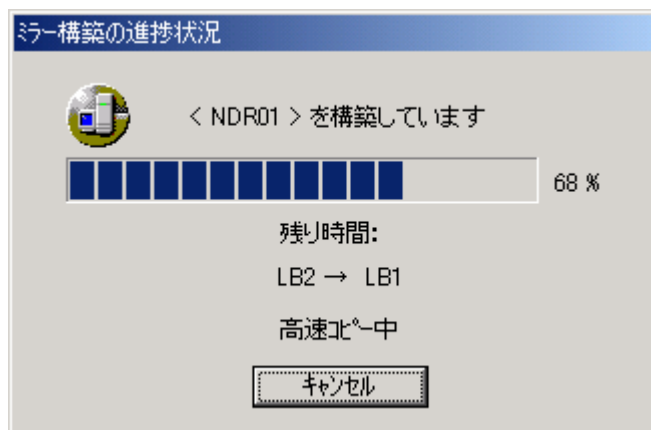 ﾐﾗｰ構築の進捗状況
< NDR01 > を構築しています
68 %
残り時間:
LB2 → LB1
高速ｺﾋﾟｰ中
ｷｬﾝｾﾙ